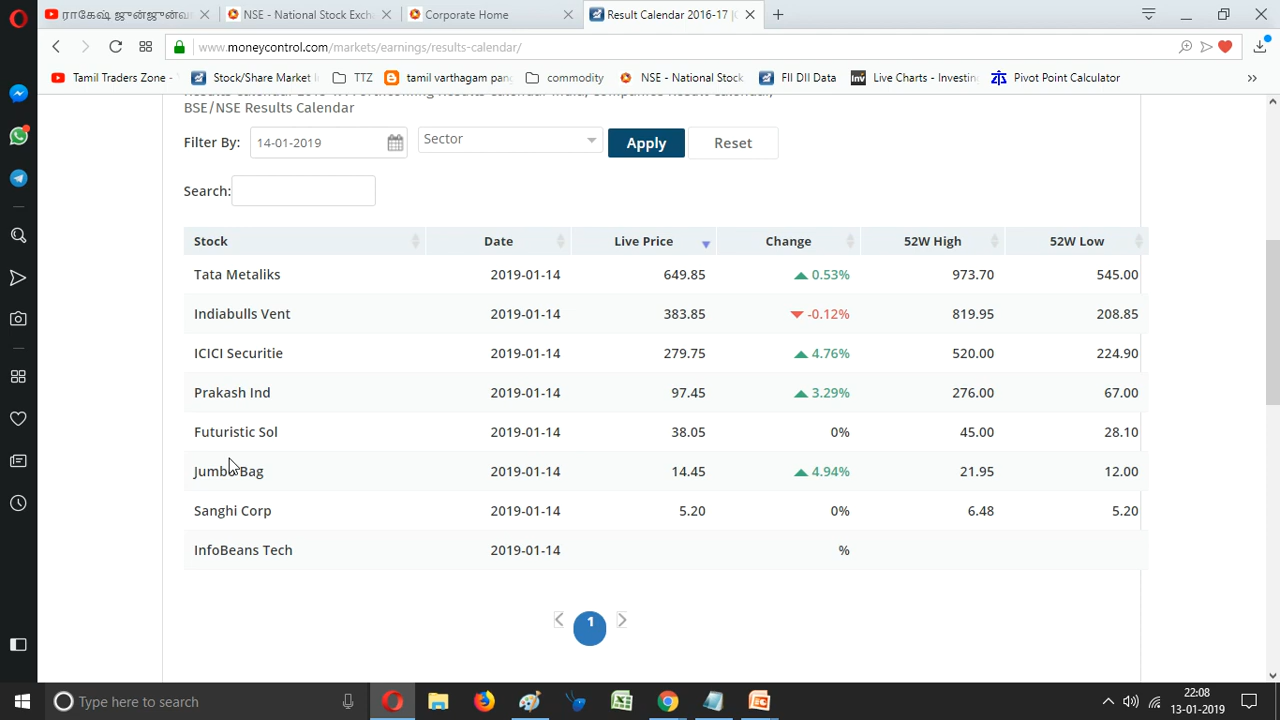 ராகேஷ் ஜுன்ஜுன்வா
NSE - National Stock Exch
Corporate Home
Result Calendar 2016-17 |
www.moneycontrol.com/markets/earnings/results-calendar/
Tamil Traders Zone -
Stock/Share Market I
TTZ
tamil varthagam pan
commodity
NSE - National Stock
FII DII Data
Inv Live Charts - Investin
Pivot Point Calculator
BSE/NSE Results Calendar
Filter By: 14-01-2019 Sector Apply Reset
Search:
Stock Date Live Price Change 52W High 52W Low
Tata Metaliks 2019-01-14 649.85 0.53% 973.70 545.00
Indiabulls Vent 2019-01-14 383.85 -0.12% 819.95 208.85
ICICI Securitie 2019-01-14 279.75 4.76% 520.00 224.90
Prakash Ind 2019-01-14 97.45 3.29% 276.00 67.00
Futuristic Sol 2019-01-14 38.05 0% 45.00 28.10
Jumbo Bag 2019-01-14 14.45 4.94% 21.95 12.00
Sanghi Corp 2019-01-14 5.20 0% 6.48 5.20
InfoBeans Tech 2019-01-14 %
1
Type here to search
22:08
13-01-2019